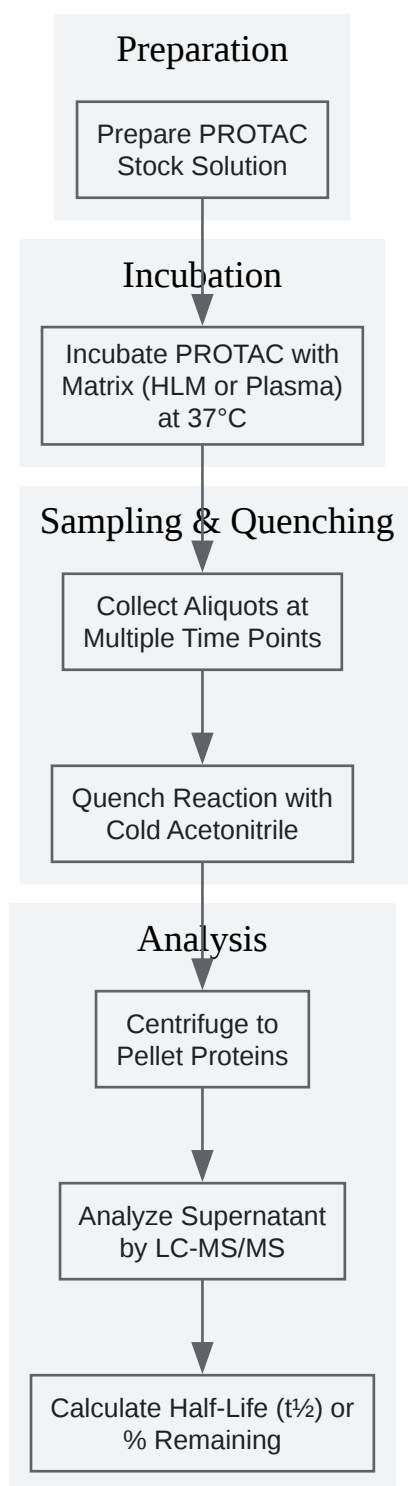 Preparation
Prepare PROTAC
Stock Solution
Incubation
Incubate PROTAC with
Matrix (HLM or Plasma)
at 37°C
Sampling & Quenching
Collect Aliquots at
Multiple Time Points
Quench Reaction with
Cold Acetonitrile
Analysis
Centrifuge to
Pellet Proteins
Analyze Supernatant
by LC-MS/MS
Calculate Half-Life (t½) or
% Remaining